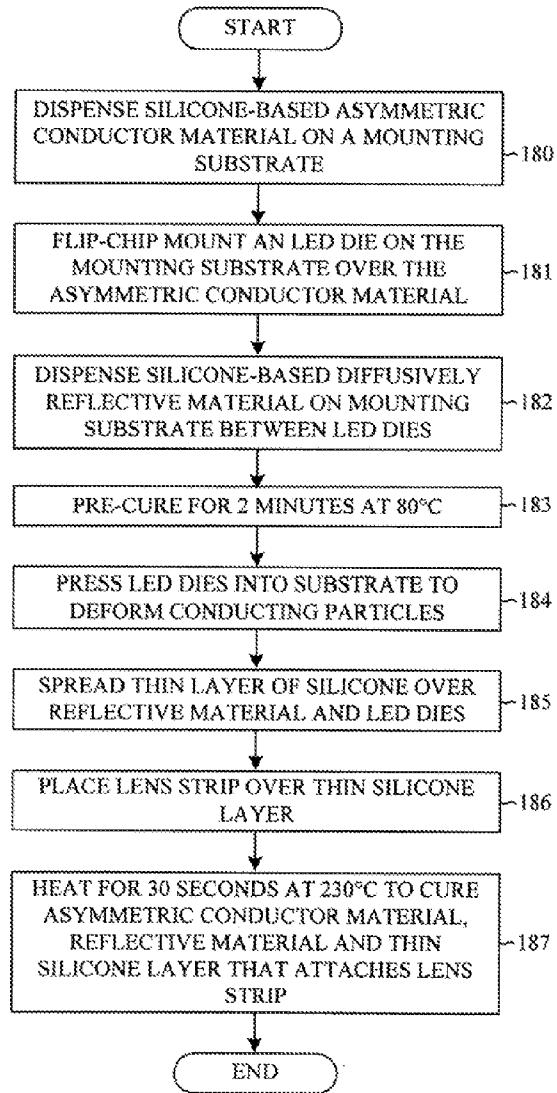 START
DISPENSE SILICONE-BASED ASYMMETRIC
CONDUCTOR MATERIAL ON A MOUNTING
SUBSTRATE
180
FLIP-CHIP MOUNT AN LED DIE ON THE
MOUNTING SUBSTRATE OVER THE
ASYMMETRIC CONDUCTOR MATERIAL
181
DISPENSE SILICONE-BASED DIFFUSIVELY
REFLECTIVE MATERIAL ON MOUNTING
SUBSTRATE BETWEEN LED DIES
182
PRE-CURE FOR 2 MINUTES AT 80°C
183
PRESS LED DIES INTO SUBSTRATE TO
DEFORM CONDUCTING PARTICLES
184
SPREAD THIN LAYER OF SILICONE OVER
REFLECTIVE MATERIAL AND LED DIES
185
PLACE LENS STRIP OVER THIN SILICONE
LAYER
186
HEAT FOR 30 SECONDS AT 230°C TO CURE
ASYMMETRIC CONDUCTOR MATERIAL,
REFLECTIVE MATERIAL AND THIN
SILICONE LAYER THAT ATTACHES LENS
STRIP
187
END